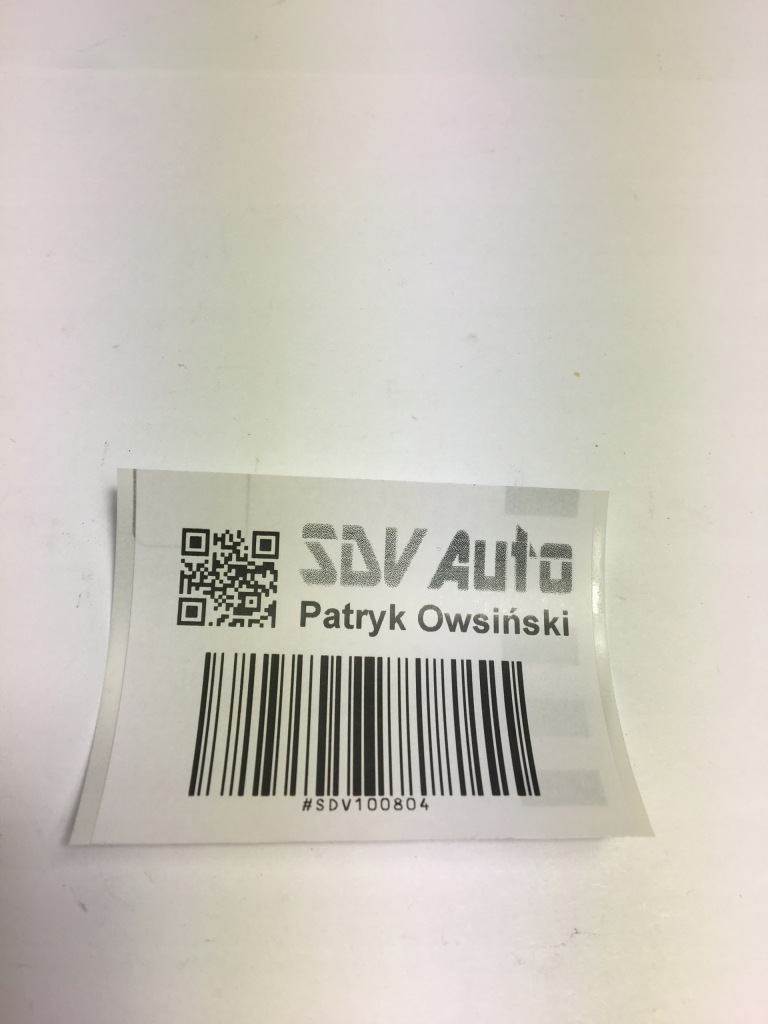 SDV Auto
Patryk Owsiński
#SDV100804